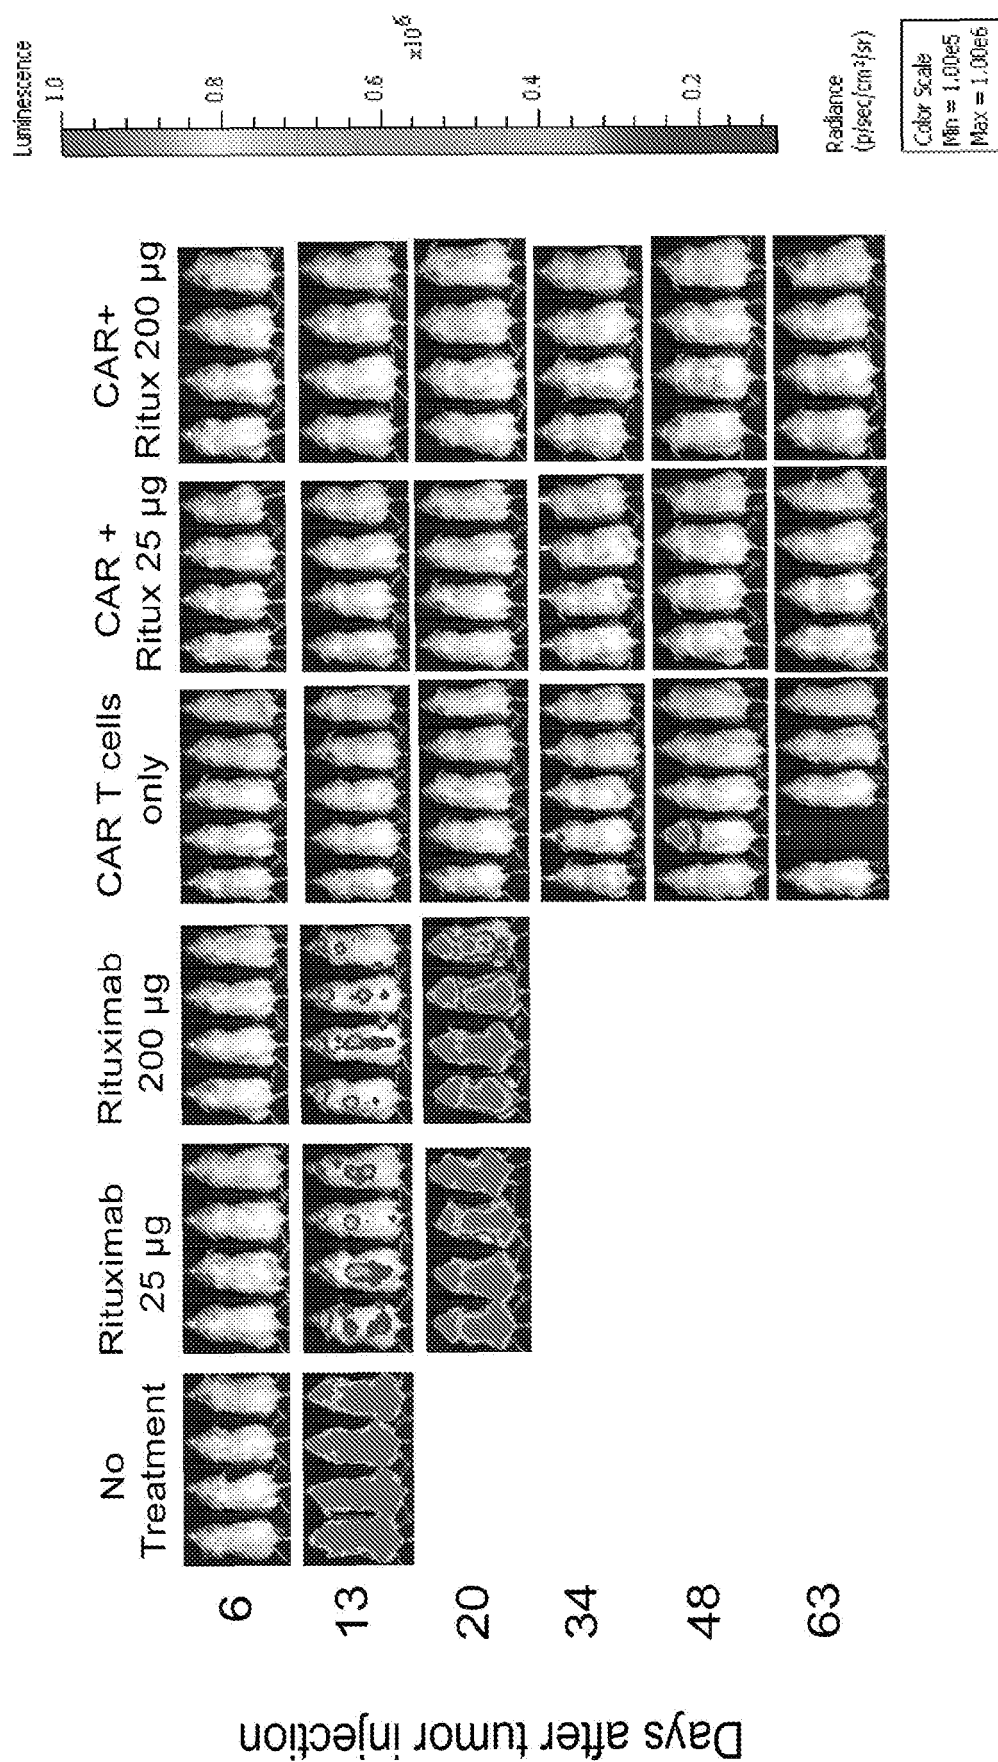 Days after tumor injection
No
Treatment
Rituximab
25 µg
Rituximab
200 µg
CAR T cells
only
CAR +
Ritux 25 µg
CAR+
Ritux 200 µg
6
13
20
34
48
63
Luminescence
1.0
0.8
0.6
x10⁶
0.4
0.2
Radiance
(p/sec/cm²/sr)
Color Scale
Min = 1.00e5
Max = 1.00e6